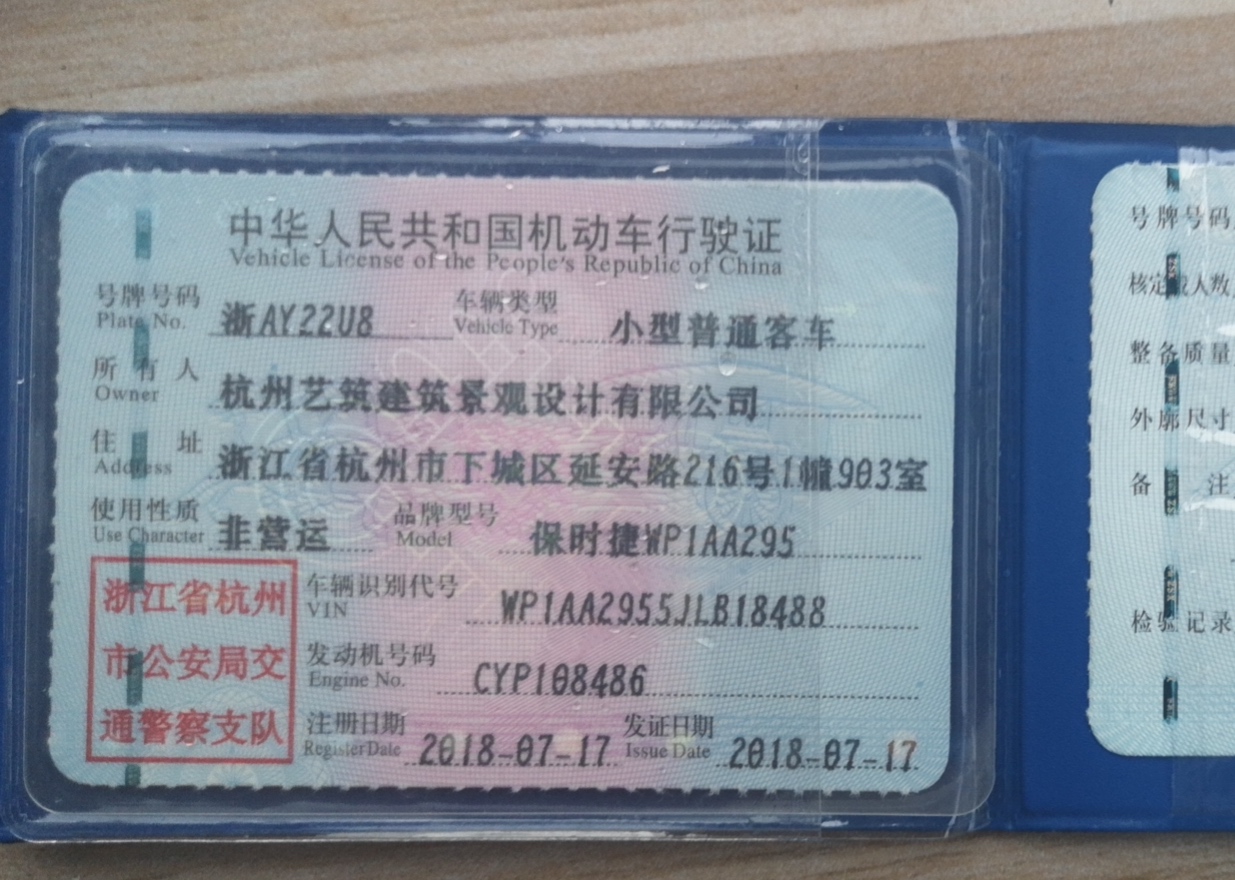 中华人民共和国机动车行驶证
Vehicle License of the People's Republic of China
号牌号码 浙AY22U8 车辆类型 小型普通客车
Plate No. Vehicle Type
所有人 杭州艺筑建筑景观设计有限公司
Owner
住址 浙江省杭州市下城区延安路216号1幢903室
Address
使用性质 非营运 品牌型号 保时捷WP1AA295
Use Character Model
浙江省杭州
市公安局交
通警察支队
车辆识别代号 WP1AA2955JLB18488
VIN
发动机号码 CYP108486
Engine No.
注册日期 2018-07-17 发证日期 2018-07-17
Register Date Issue Date
号牌号码
核定载人数
整备质量
外廓尺寸
备注
检验记录